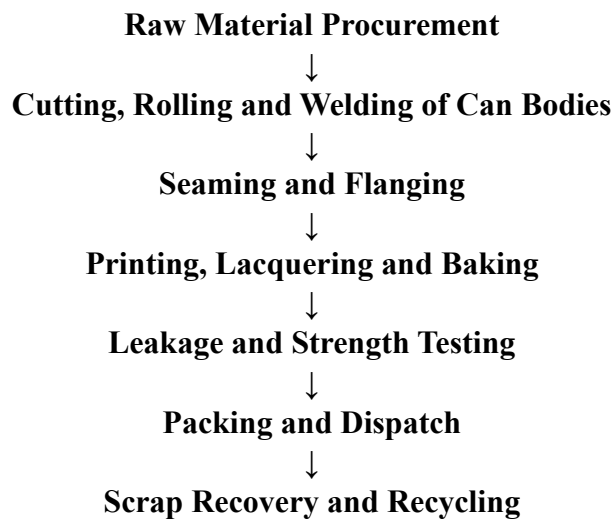 Raw Material Procurement
↓
Cutting, Rolling and Welding of Can Bodies
↓
Seaming and Flanging
↓
Printing, Lacquering and Baking
↓
Leakage and Strength Testing
↓
Packing and Dispatch
↓
Scrap Recovery and Recycling